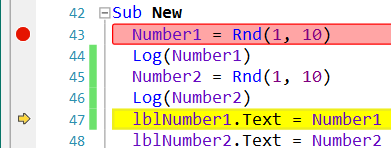 42 Sub New
43 Number1 = Rnd(1, 10)
44 Log(Number1)
45 Number2 = Rnd(1, 10)
46 Log(Number2)
47 lblNumber1.Text = Number1
48 lblNumber2.Text = Number2